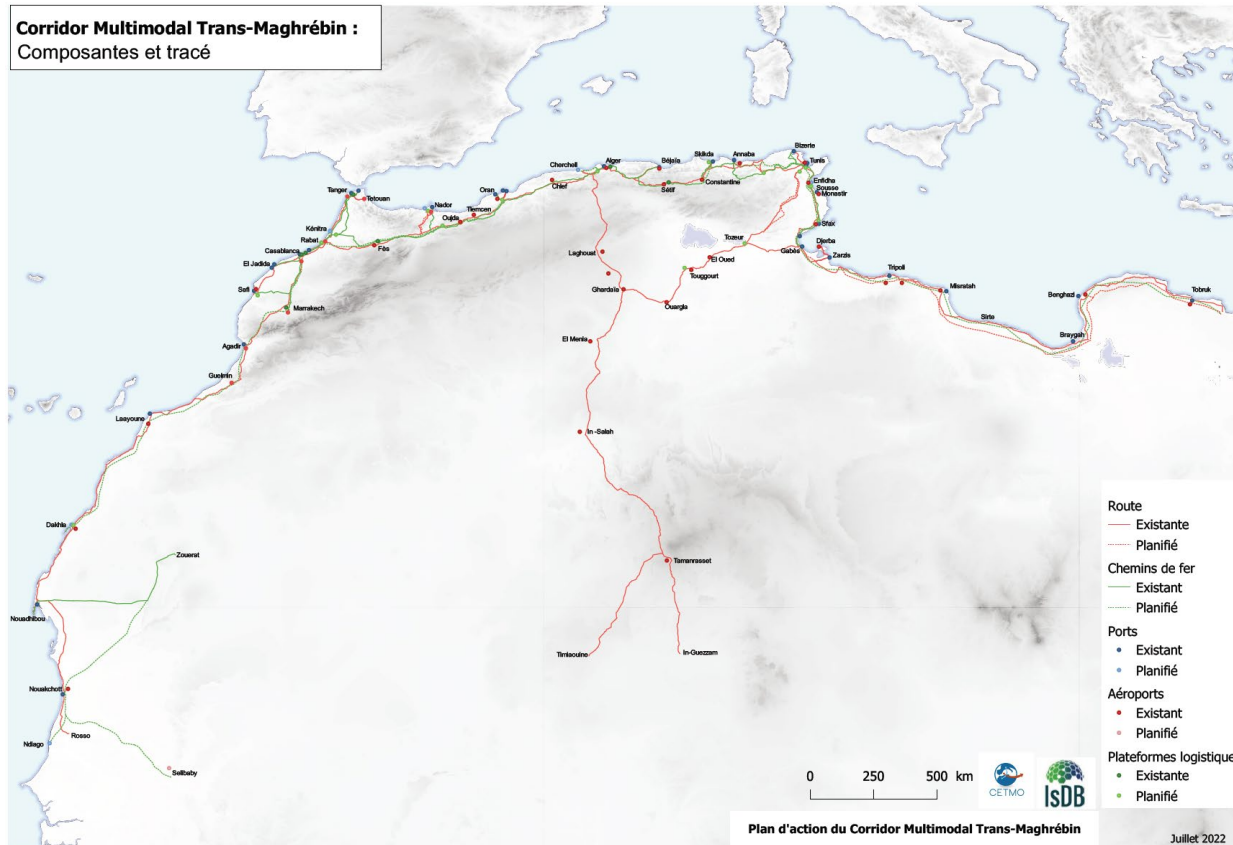 Corridor Multimodal Trans-Maghrébin :
Composantes et tracé
Bizerte
Tunis
Annaba
Skikda
Béjaïa
Alger
Cherchell
Enfidha
Sousse
Monastir
Constantine
Sétif
Chlef
Oran
Tanger
Tetouan
Nador
Tlemcen
Oujda
Sfax
Kénitra
Rabat
Fès
Casablanca
El Jadida
Tozeur
Gabès
Djerba
Zarzis
Laghouat
El Oued
Touggourt
Tripoli
Safi
Ghardaïa
Misratah
Benghazi
Tobruk
Marrakech
Ouargla
Sirte
El Menia
Agadir
Braygah
Guelmin
Laayoune
In -Salah
Dakhla
Zouerat
Tamanrasset
Nouadhibou
Timiaouine
In-Guezzam
Nouakchott
Rosso
Ndiago
Selibaby
Route
Existante
Planifié
Chemins de fer
Existant
Planifié
Ports
Existant
Planifié
Aéroports
Existant
Planifié
Plateformes logistique
Existante
Planifié
0 250 500 km
CETMO
IsDB
Plan d'action du Corridor Multimodal Trans-Maghrébin
Juillet 2022